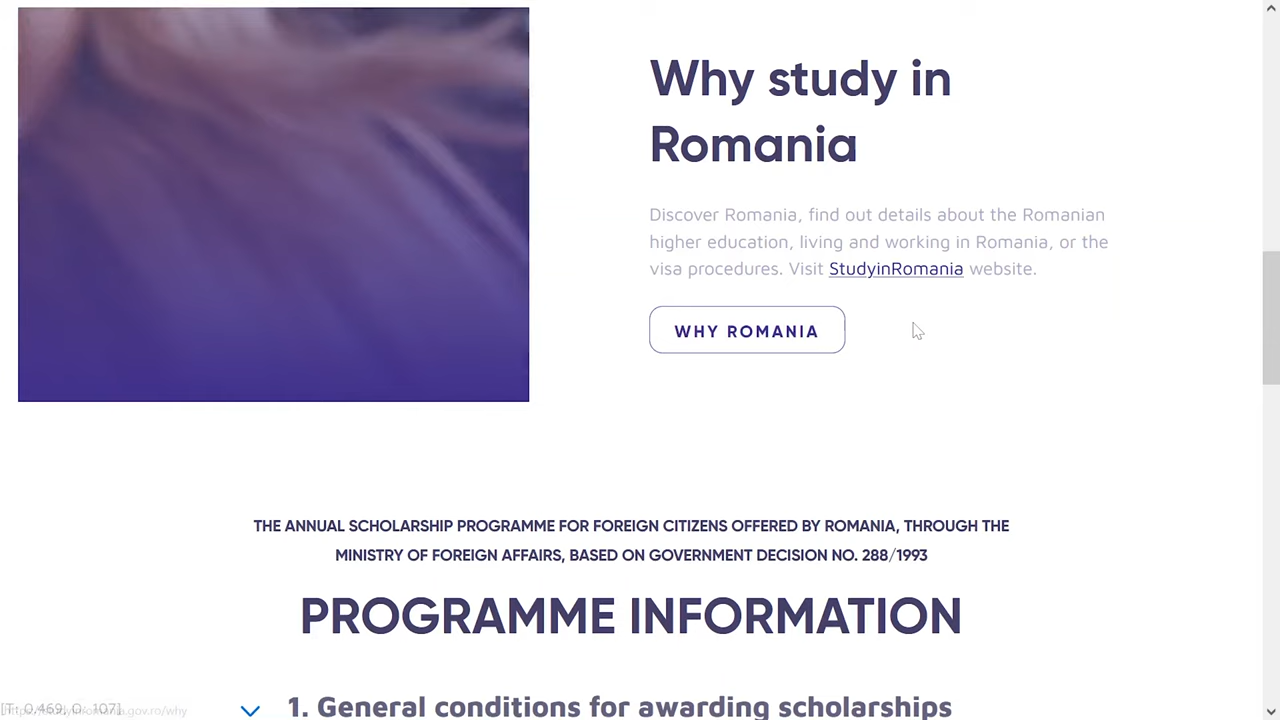 Why study in
Romania
Discover Romania, find out details about the Romanian
higher education, living and working in Romania, or the
visa procedures. Visit StudyinRomania website.
WHY ROMANIA
THE ANNUAL SCHOLARSHIP PROGRAMME FOR FOREIGN CITIZENS OFFERED BY ROMANIA, THROUGH THE
MINISTRY OF FOREIGN AFFAIRS, BASED ON GOVERNMENT DECISION NO. 288/1993
PROGRAMME INFORMATION
1. General conditions for awarding scholarships